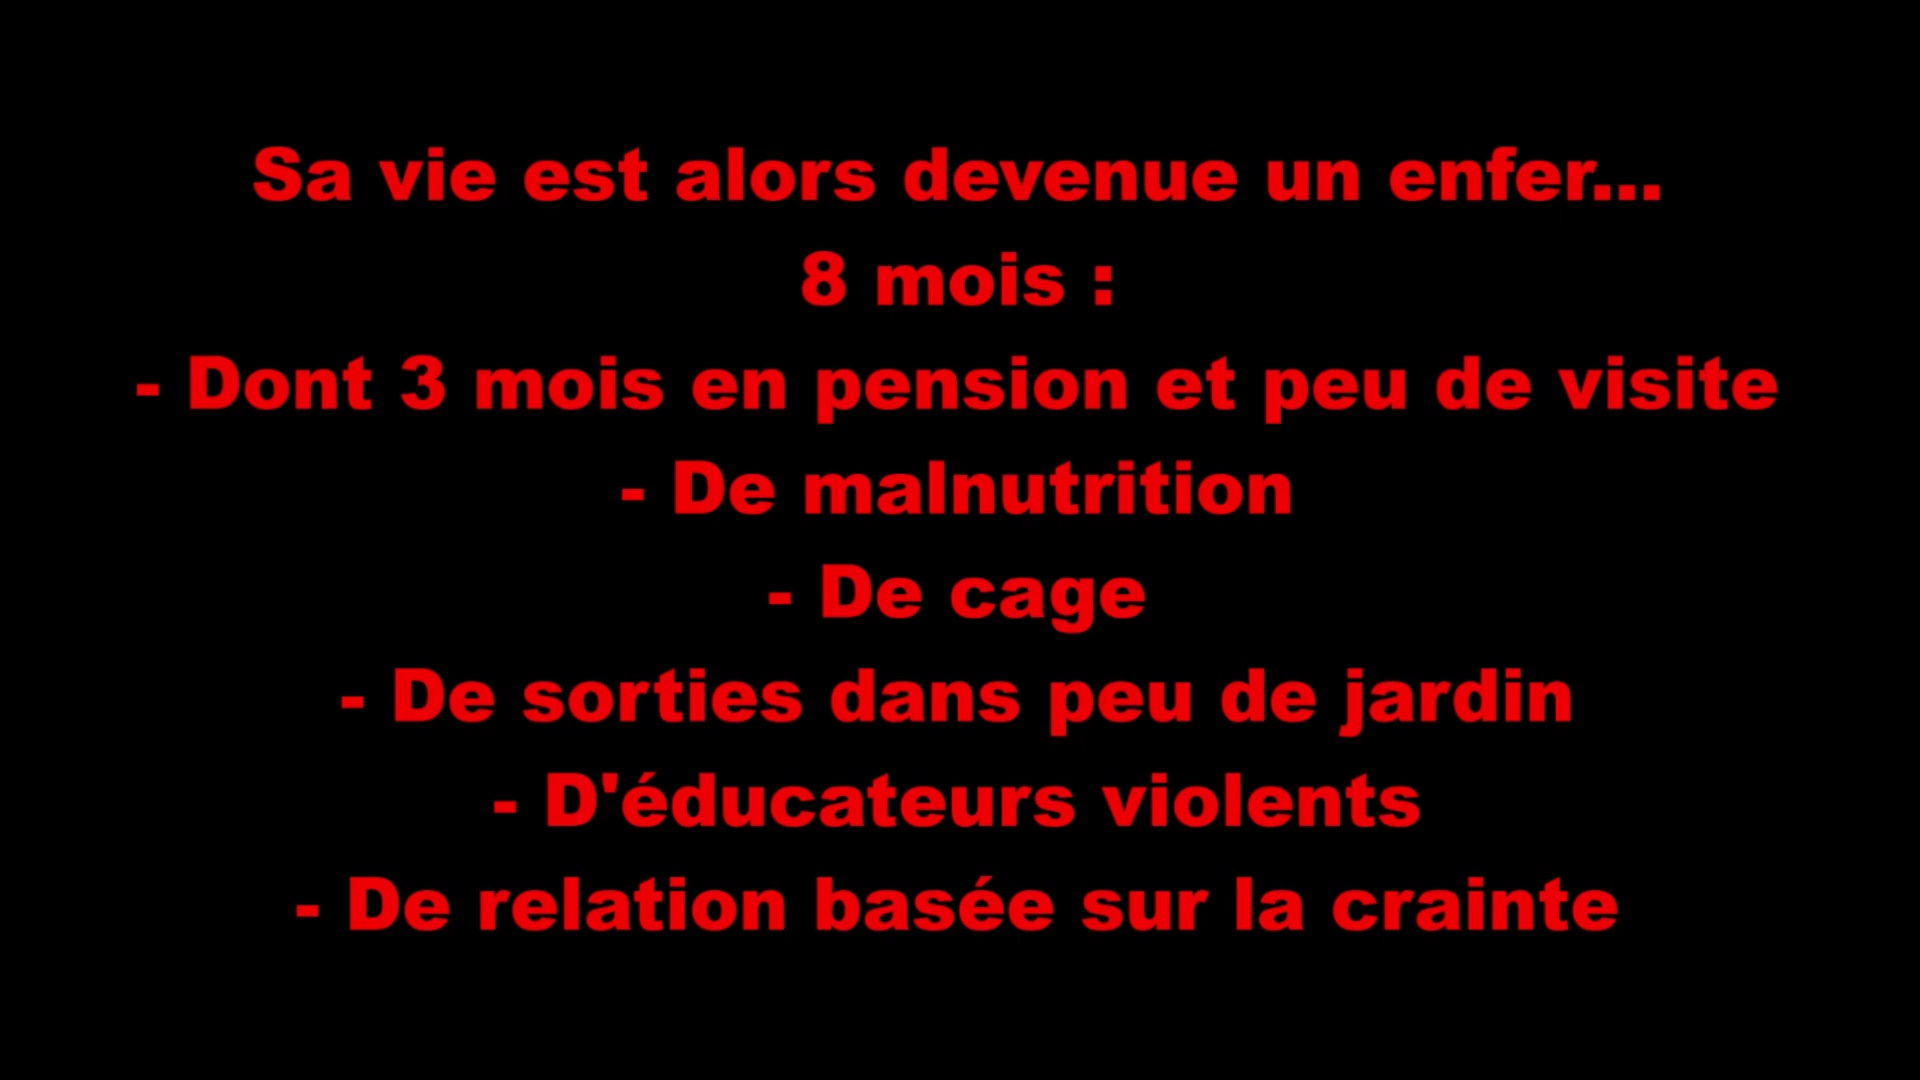 Sa vie est alors devenue un enfer...
8 mois :
- Dont 3 mois en pension et peu de visite
- De malnutrition
- De cage
- De sorties dans peu de jardin
- D'éducateurs violents
- De relation basée sur la crainte